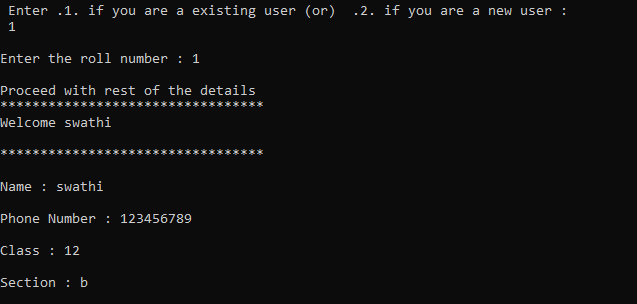 Enter .1. if you are a existing user (or)  .2. if you are a new user :
1
Enter the roll number : 1
Proceed with rest of the details
*********************************
Welcome swathi
*********************************
Name : swathi
Phone Number : 123456789
Class : 12
Section : b